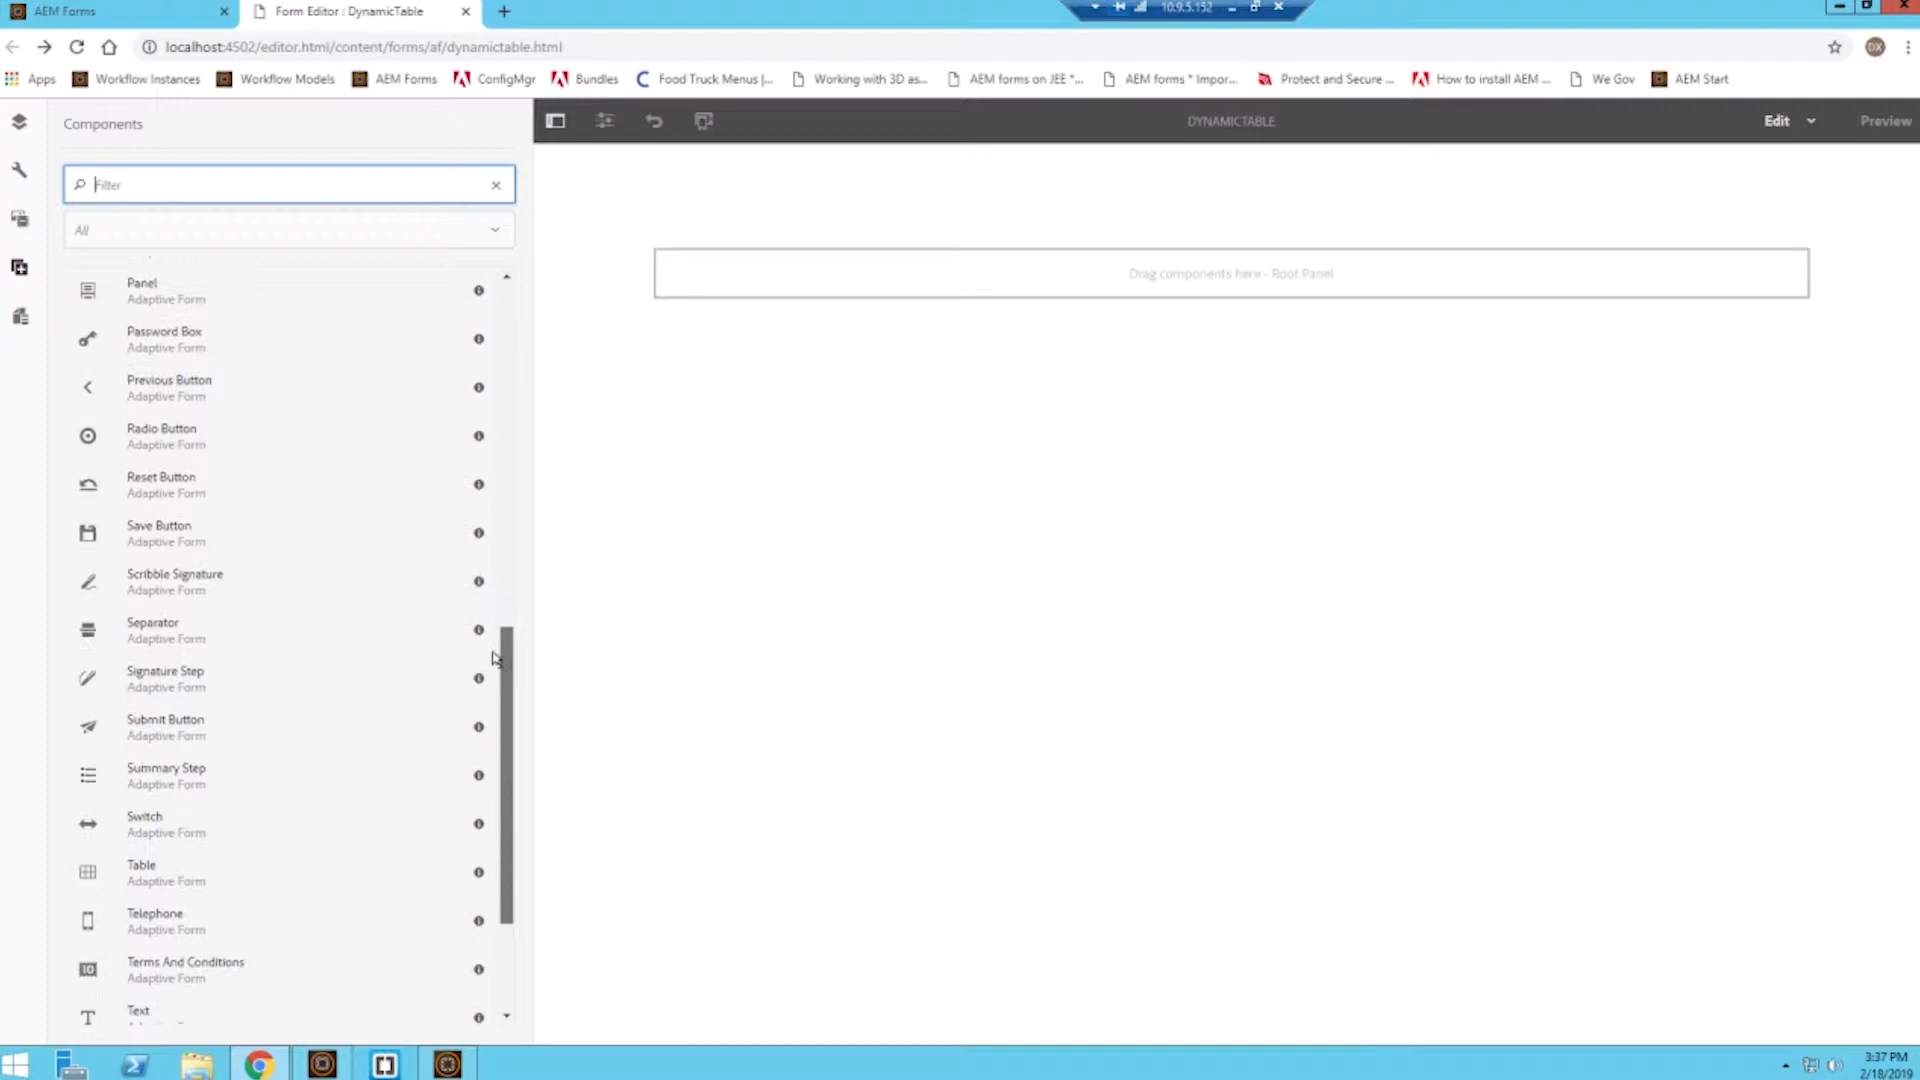 AEM Forms
Form Editor : DynamicTable
10.9.5.152
localhost:4502/editor.html/content/forms/af/dynamictable.html
DX
Apps
Workflow Instances
Workflow Models
AEM Forms
ConfigMgr
Bundles
Food Truck Menus |...
Working with 3D as...
AEM forms on JEE *...
AEM forms * Impor...
Protect and Secure ...
How to install AEM ...
We Gov
AEM Start
Components
DYNAMICTABLE
Edit
Preview
Filter
All
Drag components here - Root Panel
Panel
Adaptive Form
Password Box
Adaptive Form
Previous Button
Adaptive Form
Radio Button
Adaptive Form
Reset Button
Adaptive Form
Save Button
Adaptive Form
Scribble Signature
Adaptive Form
Separator
Adaptive Form
Signature Step
Adaptive Form
Submit Button
Adaptive Form
Summary Step
Adaptive Form
Switch
Adaptive Form
Table
Adaptive Form
Telephone
Adaptive Form
Terms And Conditions
Adaptive Form
Text
3:37 PM
2/18/2019